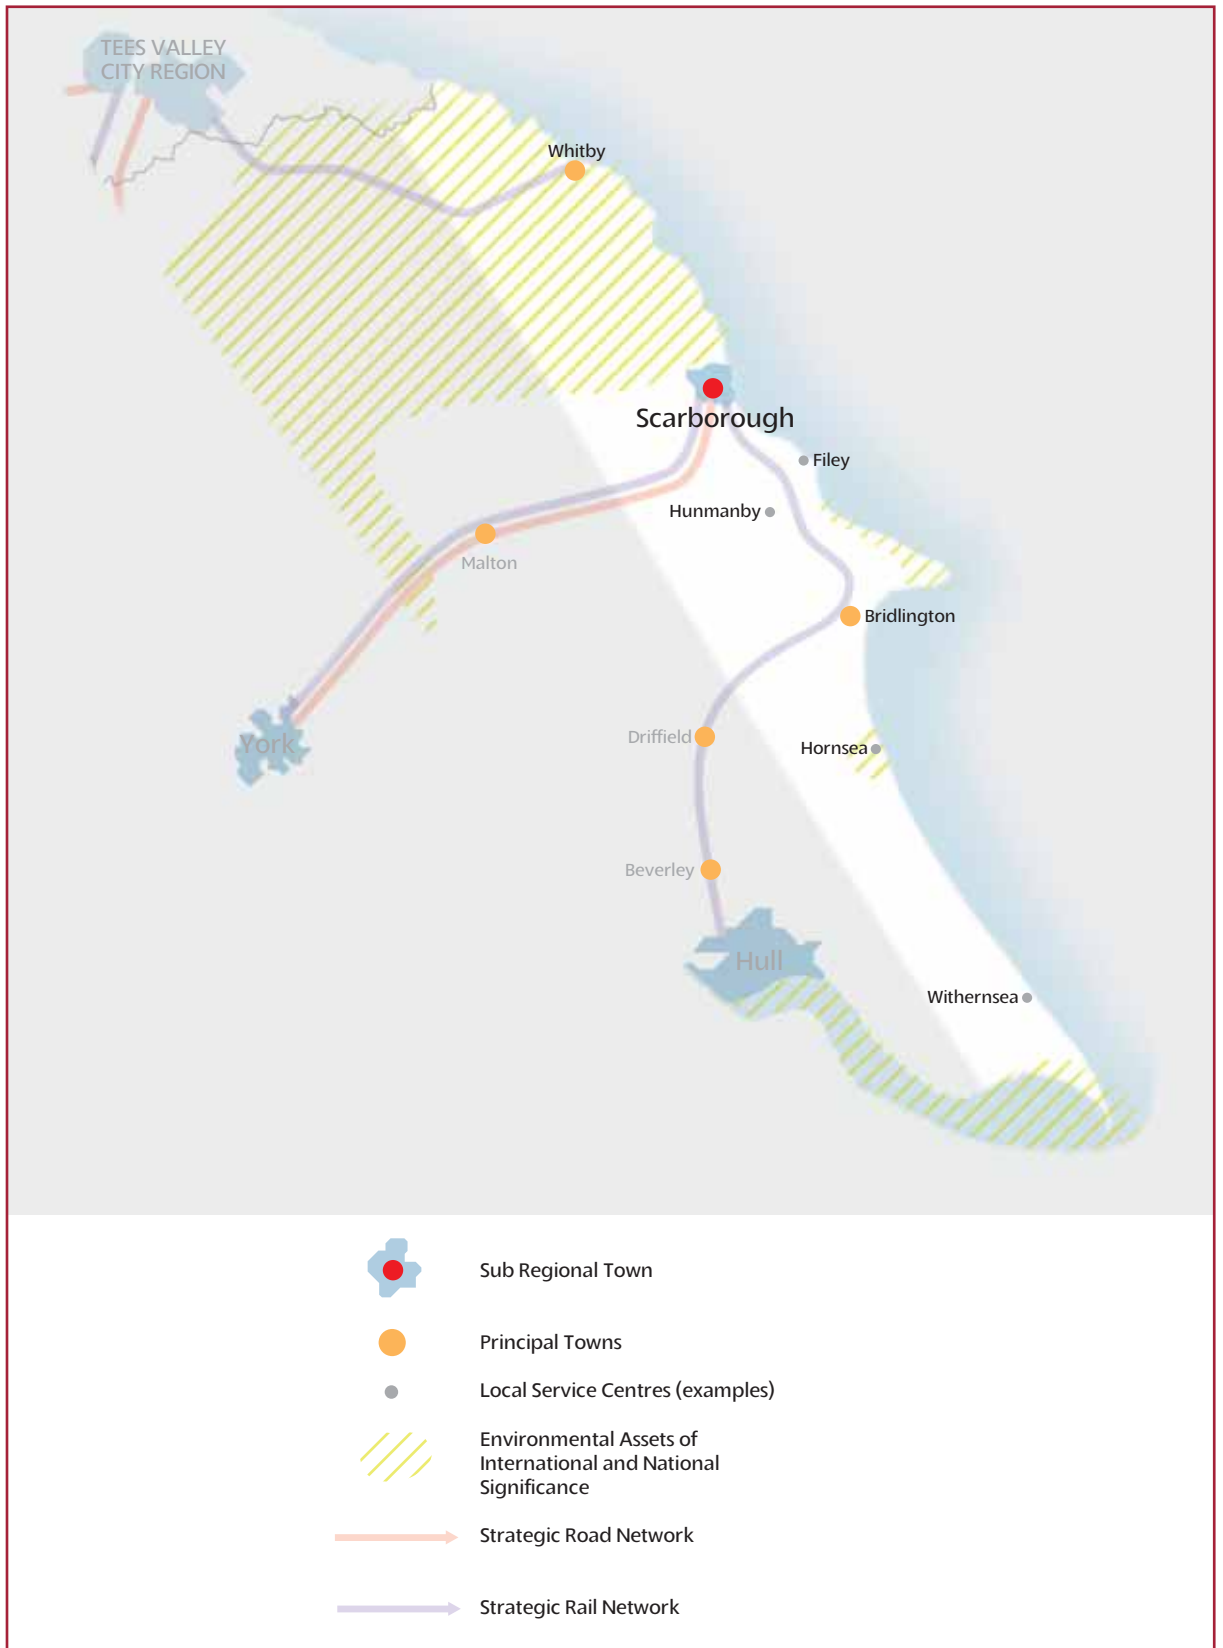 TEES VALLEY
CITY REGION
Whitby
Scarborough
Filey
Hunmanby
Malton
Bridlington
Driffield
York
Hornsea
Beverley
Hull
Withernsea
Sub Regional Town
Principal Towns
Local Service Centres (examples)
Environmental Assets of
International and National
Significance
Strategic Road Network
Strategic Rail Network